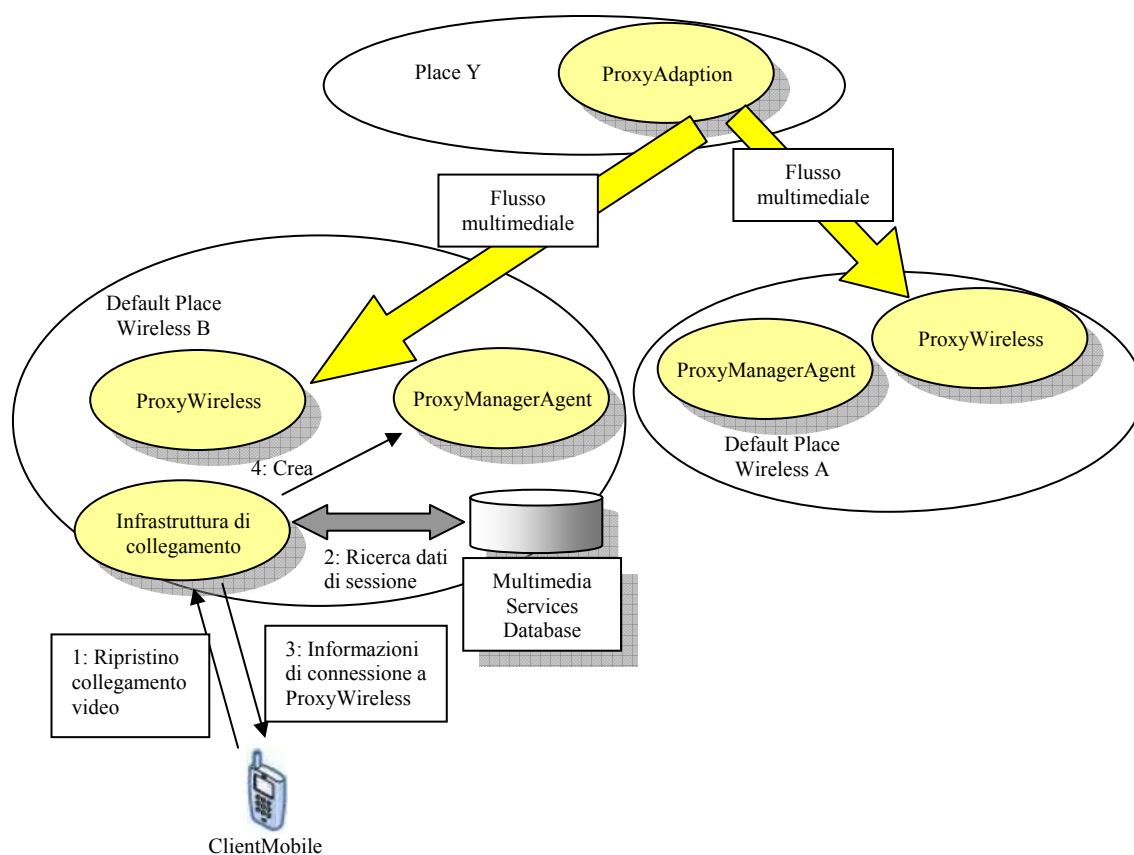 Place Y
ProxyAdaption
Flusso
multimediale
Flusso
multimediale
Default Place
Wireless B
ProxyWireless
ProxyManagerAgent
ProxyWireless
ProxyManagerAgent
Default Place
Wireless A
4: Crea
Infrastruttura di
collegamento
2: Ricerca dati
di sessione
Multimedia
Services
Database
1: Ripristino
collegamento
video
3: Informazioni
di connessione a
ProxyWireless
ClientMobile